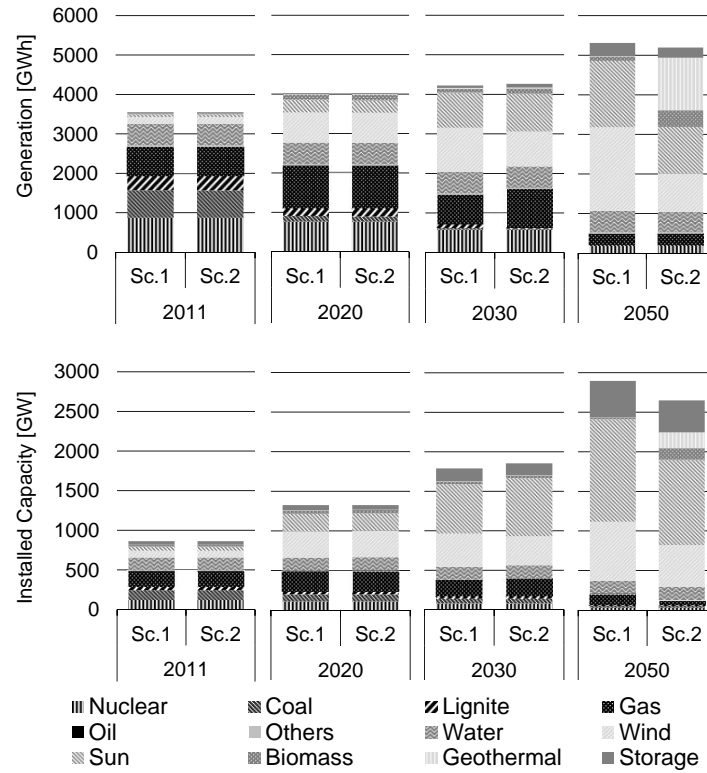 Generation [GWh]
6000
5000
4000
3000
2000
1000
0
Sc.1 Sc.2 Sc.1 Sc.2 Sc.1 Sc.2 Sc.1 Sc.2
2011 2020 2030 2050
Installed Capacity [GW]
3000
2500
2000
1500
1000
500
0
Sc.1 Sc.2 Sc.1 Sc.2 Sc.1 Sc.2 Sc.1 Sc.2
2011 2020 2030 2050
Nuclear Coal Lignite Gas
Oil Others Water Wind
Sun Biomass Geothermal Storage